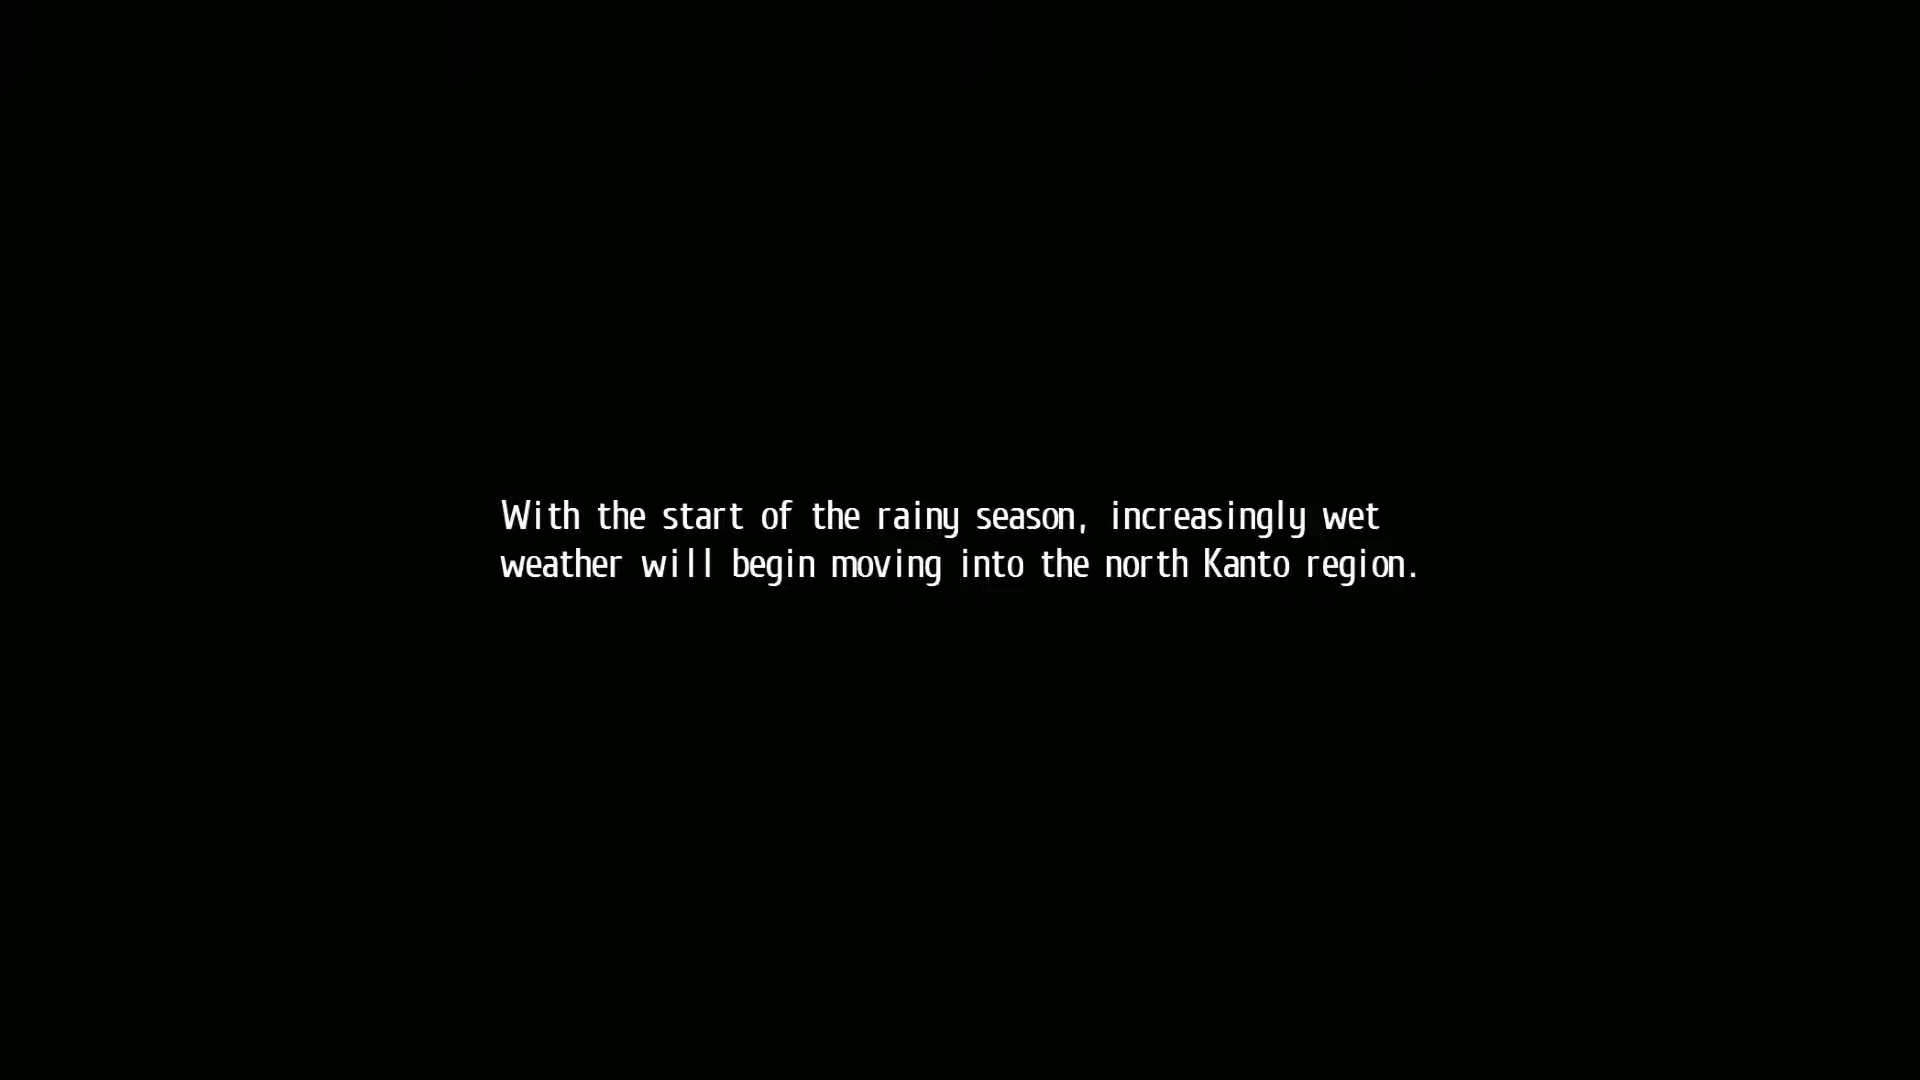 With the start of the rainy season, increasingly wet
weather will begin moving into the north Kanto region.